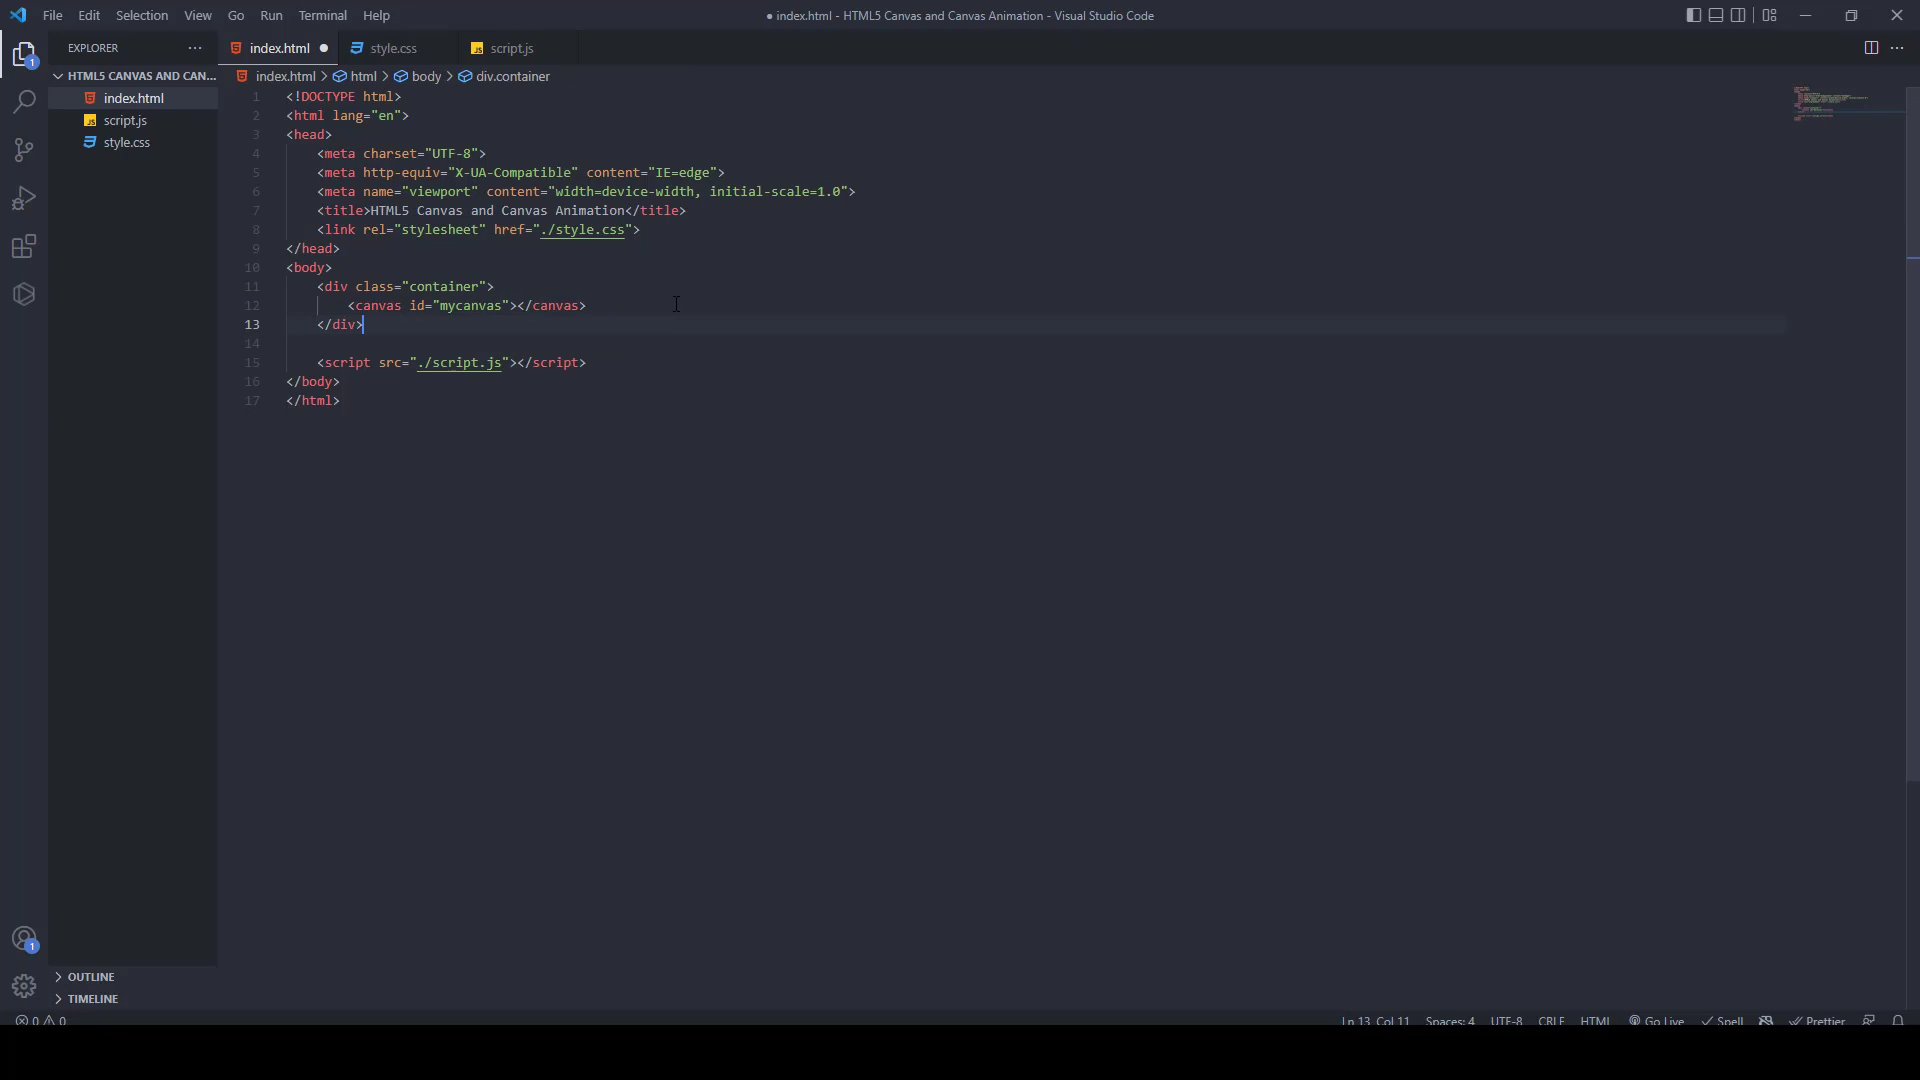 File Edit Selection View Go Run Terminal Help
● index.html - HTML5 Canvas and Canvas Animation - Visual Studio Code
EXPLORER ···
index.html ●
style.css
JS script.js
HTML5 CANVAS AND CAN...
index.html > html > body > div.container
index.html
JS script.js
style.css
1
1 <!DOCTYPE html>
2 <html lang="en">
3 <head>
4 <meta charset="UTF-8">
5 <meta http-equiv="X-UA-Compatible" content="IE=edge">
6 <meta name="viewport" content="width=device-width, initial-scale=1.0">
7 <title>HTML5 Canvas and Canvas Animation</title>
8 <link rel="stylesheet" href="./style.css">
9 </head>
10 <body>
11 <div class="container">
12 <canvas id="mycanvas"></canvas>
13 </div>
14
15 <script src="./script.js"></script>
16 </body>
17 </html>
1
OUTLINE
TIMELINE
0 0
Ln 13, Col 11 Spaces: 4 UTF-8 CRLF HTML Go Live Spell Prettier